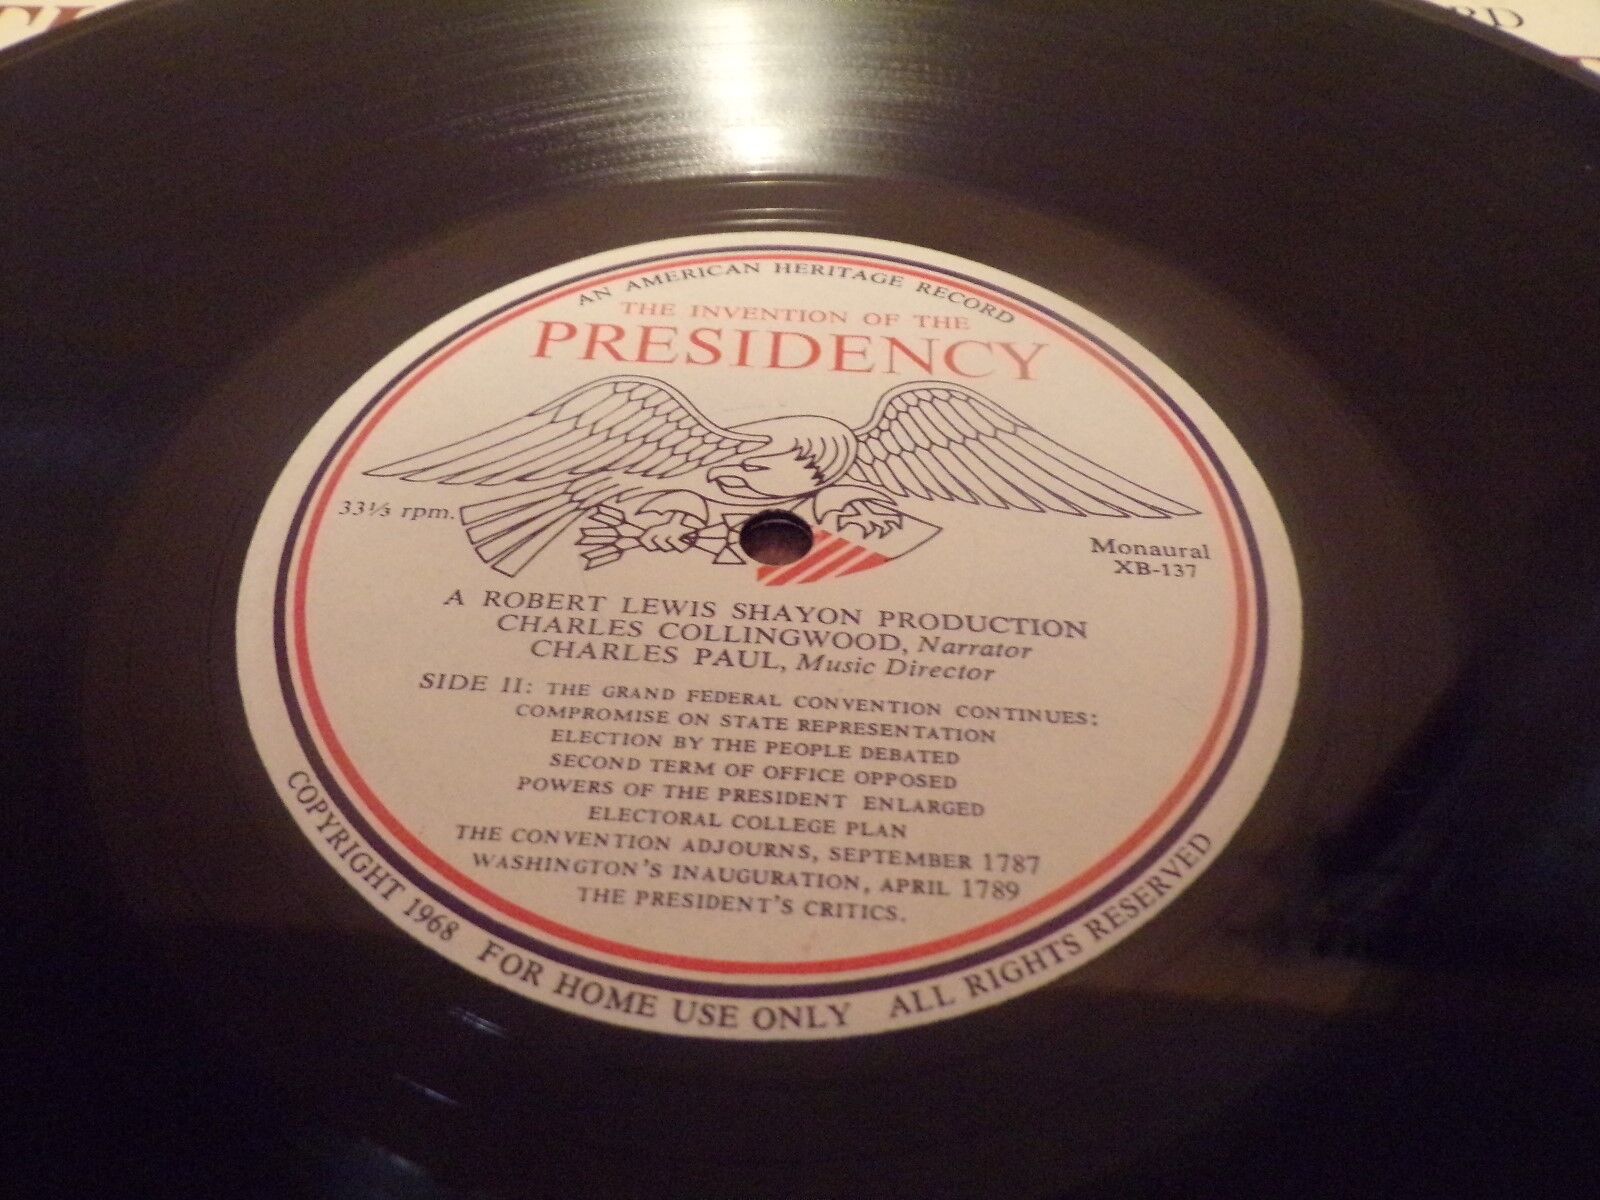 AN AMERICAN HERITAGE RECORD
THE INVENTION OF THE
PRESIDENCY
33⅓ rpm.
Monaural
XB-137
A ROBERT LEWIS SHAYON PRODUCTION
CHARLES COLLINGWOOD, Narrator
CHARLES PAUL, Music Director
SIDE II: THE GRAND FEDERAL CONVENTION CONTINUES:
COMPROMISE ON STATE REPRESENTATION
ELECTION BY THE PEOPLE DEBATED
SECOND TERM OF OFFICE OPPOSED
POWERS OF THE PRESIDENT ENLARGED
ELECTORAL COLLEGE PLAN
THE CONVENTION ADJOURNS, SEPTEMBER 1787
WASHINGTON'S INAUGURATION, APRIL 1789
THE PRESIDENT'S CRITICS.
COPYRIGHT 1968 FOR HOME USE ONLY ALL RIGHTS RESERVED